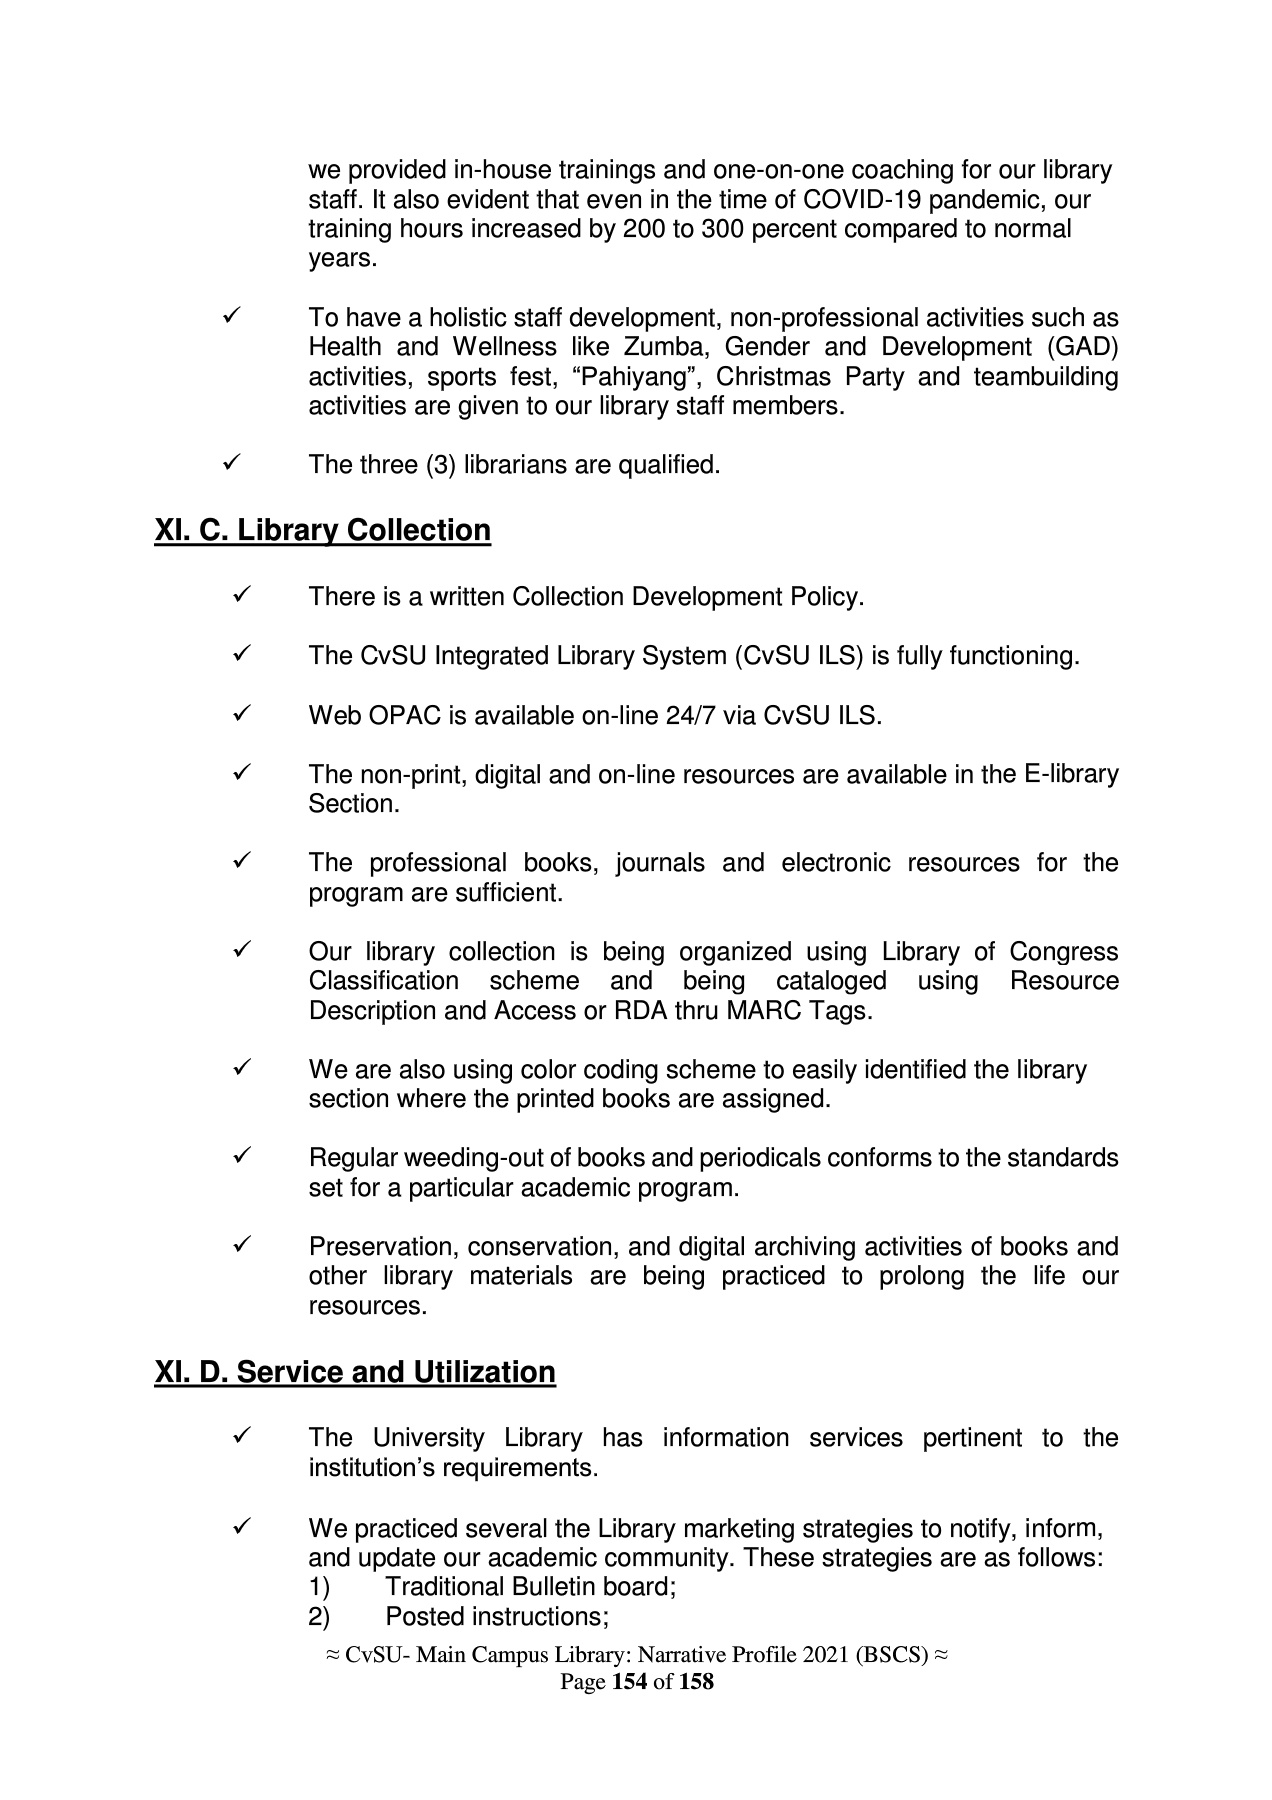 we provided in-house trainings and one-on-one coaching for our library
staff. It also evident that even in the time of COVID-19 pandemic, our
training hours increased by 200 to 300 percent compared to normal
years.
✓ To have a holistic staff development, non-professional activities such as
Health and Wellness like Zumba, Gender and Development (GAD)
activities, sports fest, “Pahiyang”, Christmas Party and teambuilding
activities are given to our library staff members.
✓ The three (3) librarians are qualified.
XI. C. Library Collection
✓ There is a written Collection Development Policy.
✓ The CvSU Integrated Library System (CvSU ILS) is fully functioning.
✓ Web OPAC is available on-line 24/7 via CvSU ILS.
✓ The non-print, digital and on-line resources are available in the E-library
Section.
✓ The professional books, journals and electronic resources for the
program are sufficient.
✓ Our library collection is being organized using Library of Congress
Classification scheme and being cataloged using Resource
Description and Access or RDA thru MARC Tags.
✓ We are also using color coding scheme to easily identified the library
section where the printed books are assigned.
✓ Regular weeding-out of books and periodicals conforms to the standards
set for a particular academic program.
✓ Preservation, conservation, and digital archiving activities of books and
other library materials are being practiced to prolong the life our
resources.
XI. D. Service and Utilization
✓ The University Library has information services pertinent to the
institution’s requirements.
✓ We practiced several the Library marketing strategies to notify, inform,
and update our academic community. These strategies are as follows:
1) Traditional Bulletin board;
2) Posted instructions;
≈ CvSU- Main Campus Library: Narrative Profile 2021 (BSCS) ≈
Page 154 of 158